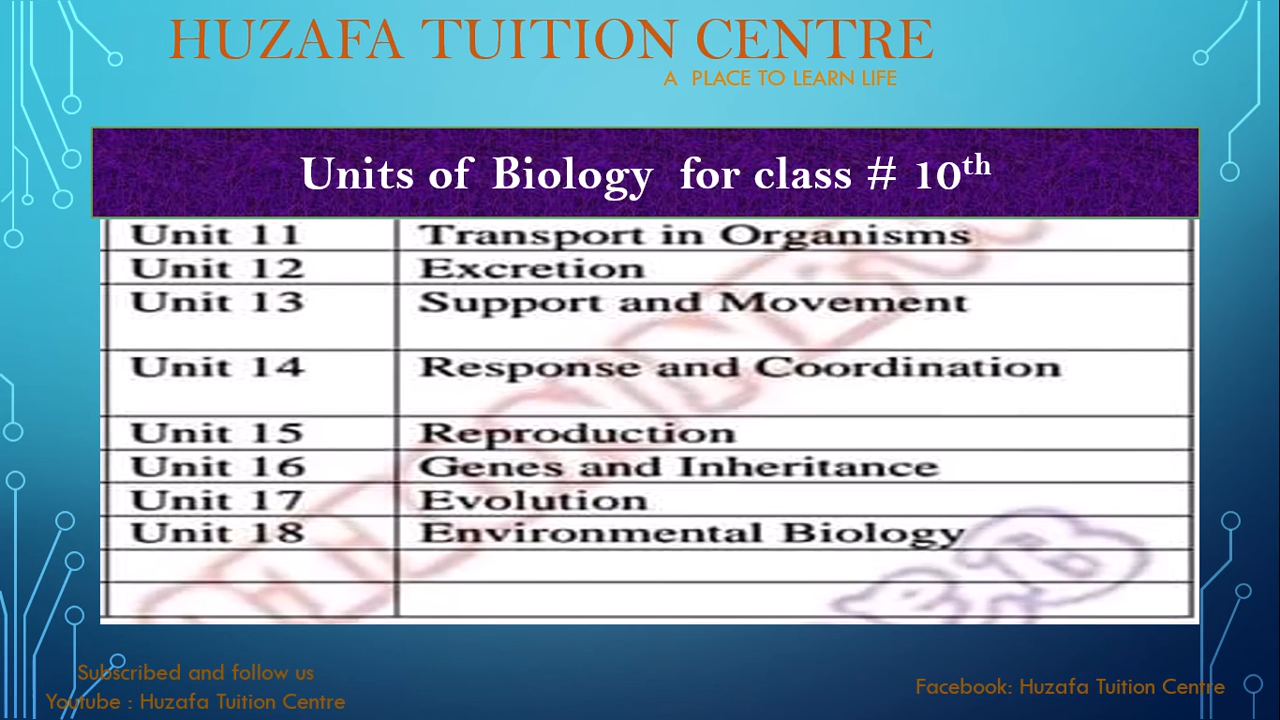 HUZAFA TUITION CENTRE
A PLACE TO LEARN LIFE
Units of Biology for class # 10th
Unit 11 Transport in Organisms
Unit 12 Excretion
Unit 13 Support and Movement
Unit 14 Response and Coordination
Unit 15 Reproduction
Unit 16 Genes and Inheritance
Unit 17 Evolution
Unit 18 Environmental Biology
Subscribed and follow us
Youtube : Huzafa Tuition Centre
Facebook: Huzafa Tuition Centre